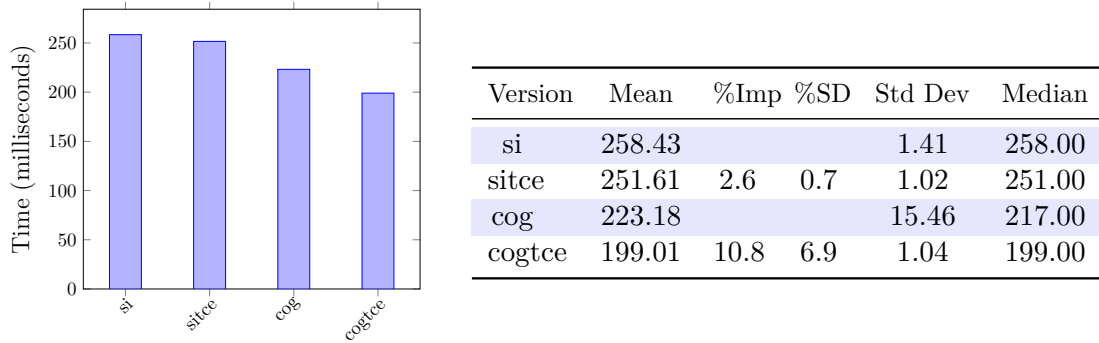 Time (milliseconds)
250
200
150
100
50
0
si
sitce
cog
cogtce
Version Mean %Imp %SD Std Dev Median
si 258.43 1.41 258.00
sitce 251.61 2.6 0.7 1.02 251.00
cog 223.18 15.46 217.00
cogtce 199.01 10.8 6.9 1.04 199.00